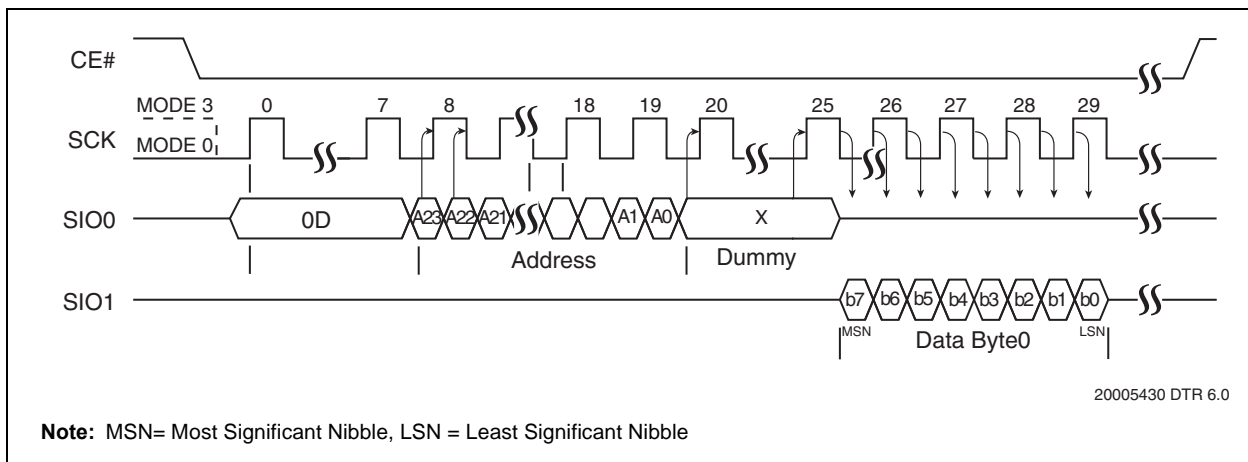 CE#
MODE 3
0 7 8 18 19 20 25 26 27 28 29
SCK
MODE 0
SIO0
0D A23 A22 A21 A1 A0 X
Address Dummy
SIO1
b7 b6 b5 b4 b3 b2 b1 b0
MSN Data Byte0 LSN
20005430 DTR 6.0
Note: MSN= Most Significant Nibble, LSN = Least Significant Nibble